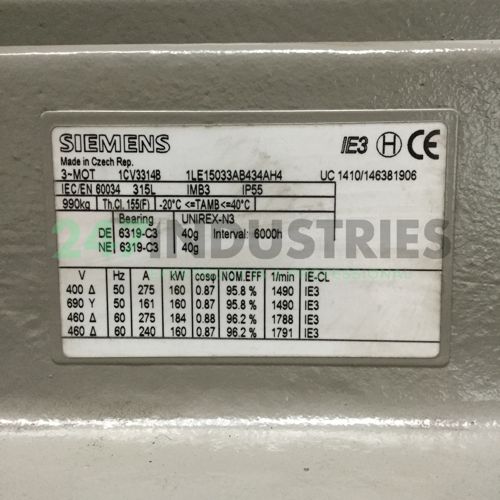 SIEMENS IE3 H CE
Made in Czech Rep.
3~MOT 1CV3314B 1LE15033AB434AH4 UC 1410/146381906
IEC/EN 60034 315L IMB3 IP55
990kg Th.Cl. 155(F) -20°C <=TAMB<=40°C
Bearing UNIREX-N3
DE 6319-C3 40g Interval: 6000h
NE 6319-C3 40g
24/7 INDUSTRIES
V Hz A kW cosφ NOM.EFF 1/min IE-CL
400 Δ 50 275 160 0.87 95.8 % 1490 IE3
690 Y 50 161 160 0.87 95.8 % 1490 IE3
460 Δ 60 275 184 0.88 96.2 % 1788 IE3
460 Δ 60 240 160 0.87 96.2 % 1791 IE3